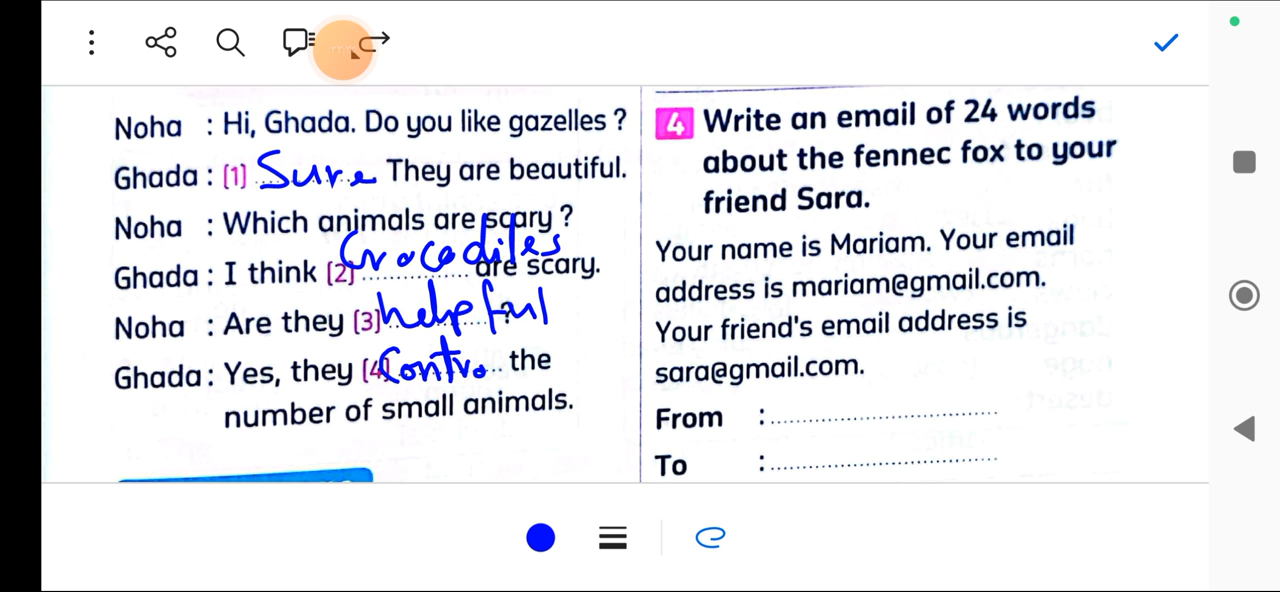 Noha : Hi, Ghada. Do you like gazelles ?
Ghada : (1) Sure They are beautiful.
Noha : Which animals are scary ?
Ghada : I think (2) Crocodiles are scary.
Noha : Are they (3) helpful ?
Ghada : Yes, they (4) Contro the
number of small animals.
4 Write an email of 24 words
about the fennec fox to your
friend Sara.
Your name is Mariam. Your email
address is mariam@gmail.com.
Your friend's email address is
sara@gmail.com.
From :
To :